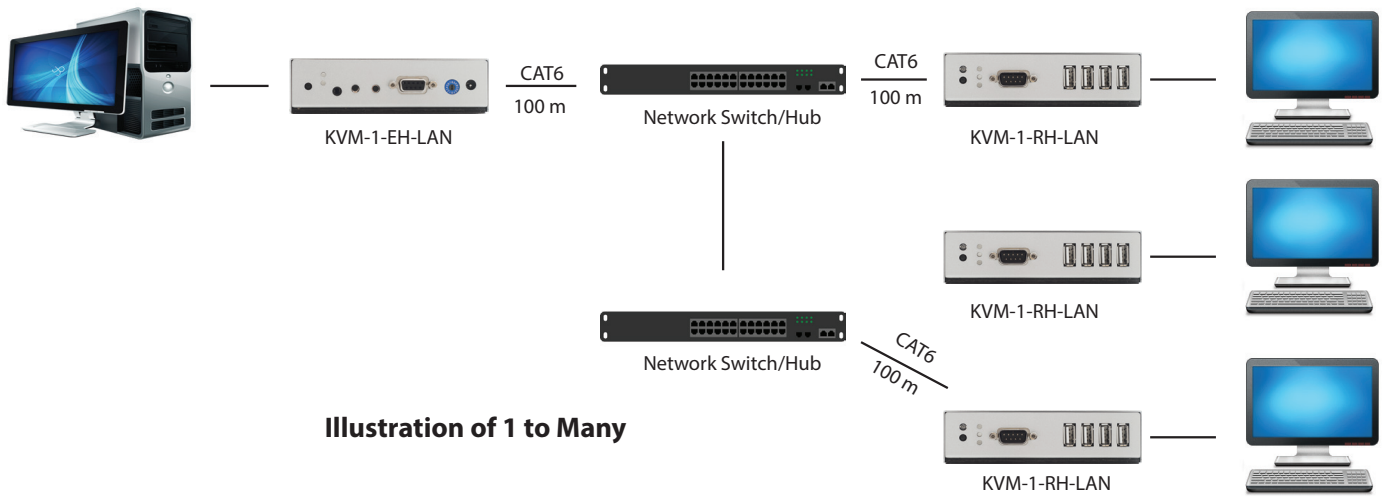 CAT6
100 m
CAT6
100 m
Network Switch/Hub
KVM-1-EH-LAN
KVM-1-RH-LAN
KVM-1-RH-LAN
CAT6
100 m
Network Switch/Hub
Illustration of 1 to Many
KVM-1-RH-LAN